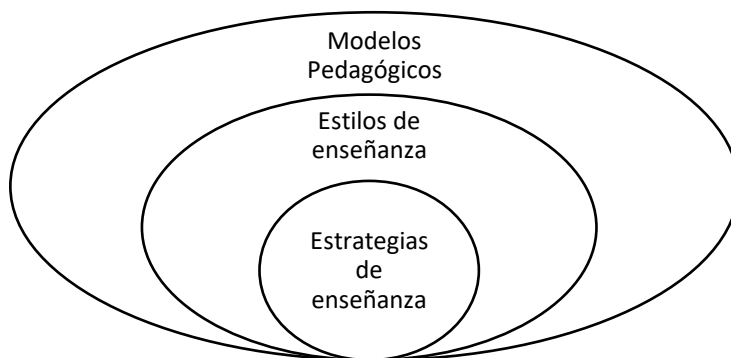 Modelos
Pedagógicos
Estilos de
enseñanza
Estrategias
de
enseñanza